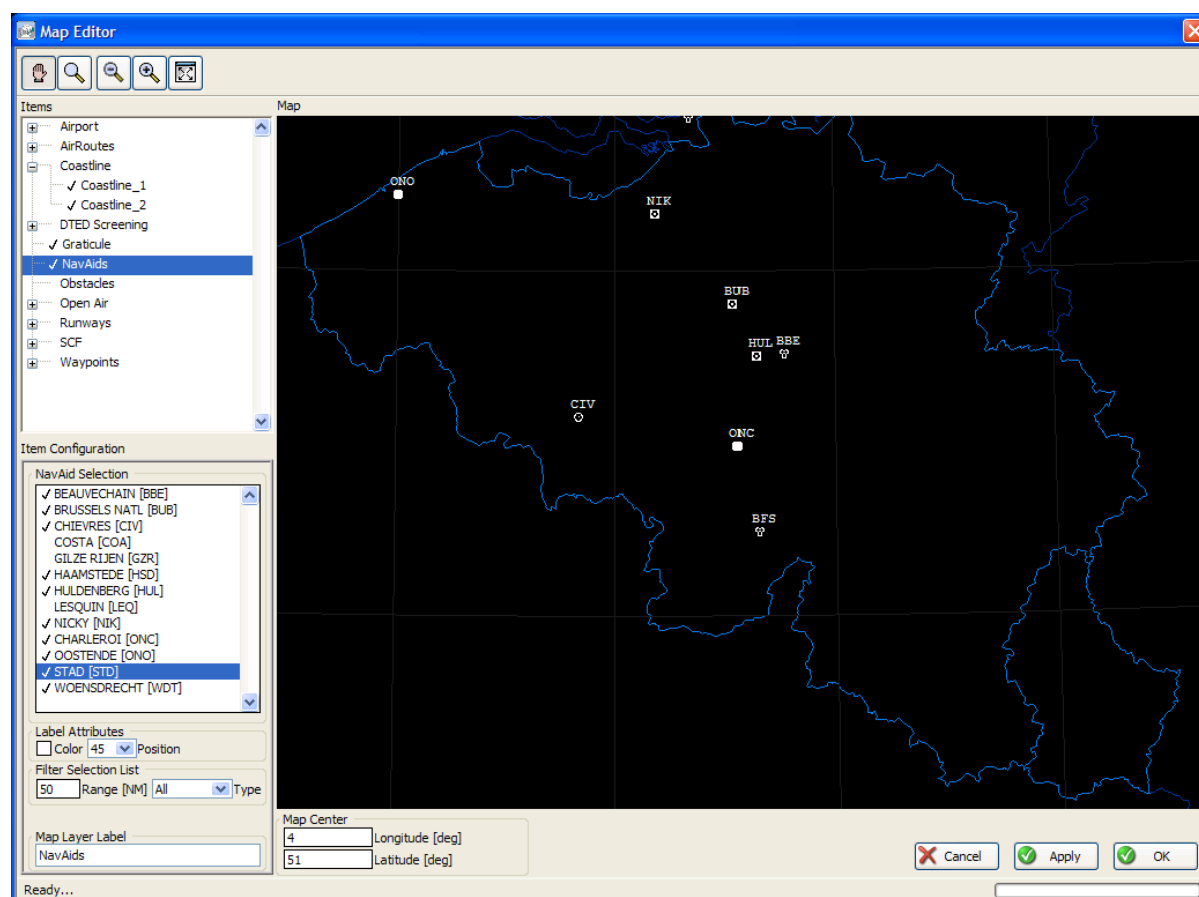 Map Editor
Items
Map
Airport
AirRoutes
Coastline
Coastline_1
Coastline_2
DTED Screening
Graticule
NavAids
Obstacles
Open Air
Runways
SCF
Waypoints
Item Configuration
NavAid Selection
BEAUVECHAIN [BBE]
BRUSSELS NATL [BUB]
CHIEVRES [CIV]
COSTA [COA]
GILZE RIJEN [GZR]
HAAMSTEDE [HSD]
HULDENBERG [HUL]
LESQUIN [LEQ]
NICKY [NIK]
CHARLEROI [ONC]
OOSTENDE [ONO]
STAD [STD]
WOENSDRECHT [WDT]
Label Attributes
Color 45 Position
Filter Selection List
50 Range [NM] All Type
Map Layer Label
NavAids
ONO
NIK
BUB
HUL BBE
CIV
ONC
BFS
Map Center
4 Longitude [deg]
51 Latitude [deg]
Cancel Apply OK
Ready...